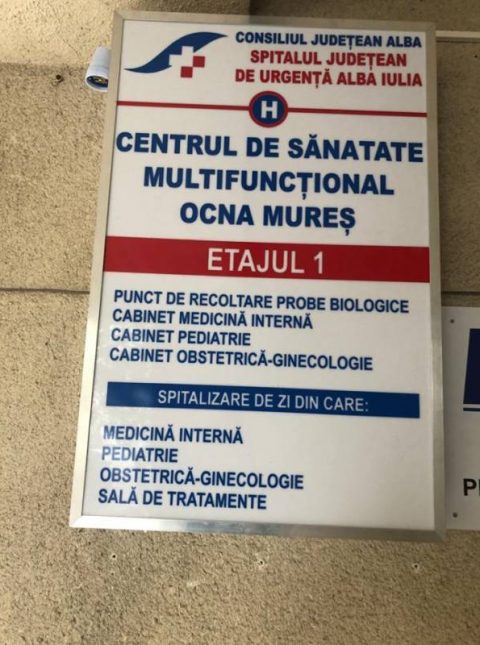 CONSILIUL JUDEȚEAN ALBA
SPITALUL JUDEȚEAN
DE URGENȚĂ ALBA IULIA
H
CENTRUL DE SĂNATATE
MULTIFUNCȚIONAL
OCNA MUREȘ
ETAJUL 1
PUNCT DE RECOLTARE PROBE BIOLOGICE
CABINET MEDICINĂ INTERNĂ
CABINET PEDIATRIE
CABINET OBSTETRICĂ-GINECOLOGIE
SPITALIZARE DE ZI DIN CARE:
MEDICINĂ INTERNĂ
PEDIATRIE
OBSTETRICĂ-GINECOLOGIE
SALĂ DE TRATAMENTE